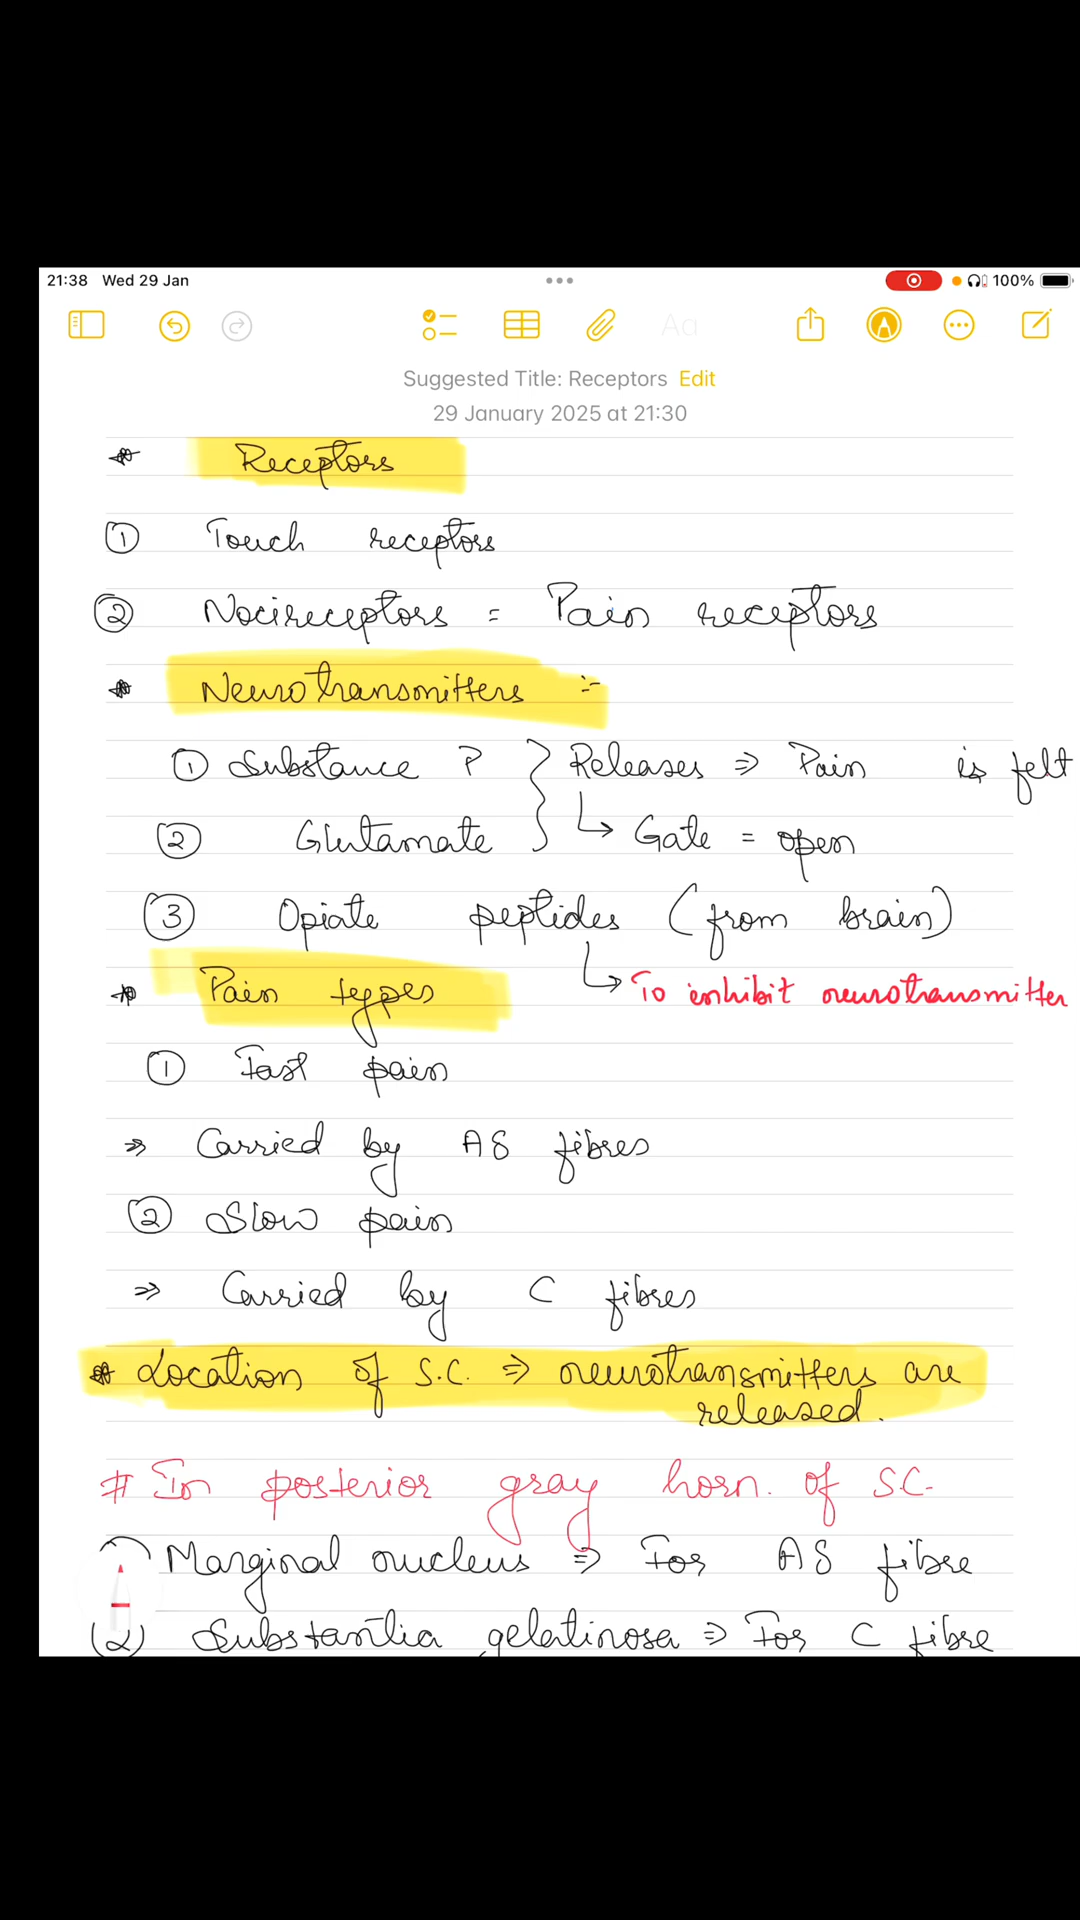 21:38 Wed 29 Jan 100%
Aa
Suggested Title: Receptors Edit
29 January 2025 at 21:30
* Receptors
① Touch receptors
② Nocireceptors = Pain receptors
* Neurotransmitters :-
① Substance P } Releases ⇒ Pain is felt
② Glutamate ↳ Gate = open
③ Opiate peptides (from brain)
↳ To inhibit neurotransmitter
* Pain types
① Fast pain
⇒ Carried by Aδ fibres
② Slow pain
⇒ Carried by C fibres
* Location of S.C. ⇒ neurotransmitters are
released.
# In posterior gray horn. of S.C.
Marginal nucleus ⇒ For Aδ fibre
(2) Substantia gelatinosa ⇒ For C fibre